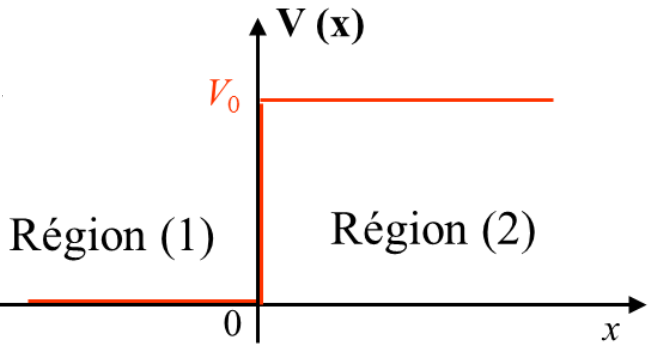 V (x)
V0
Région (1)
Région (2)
0
x